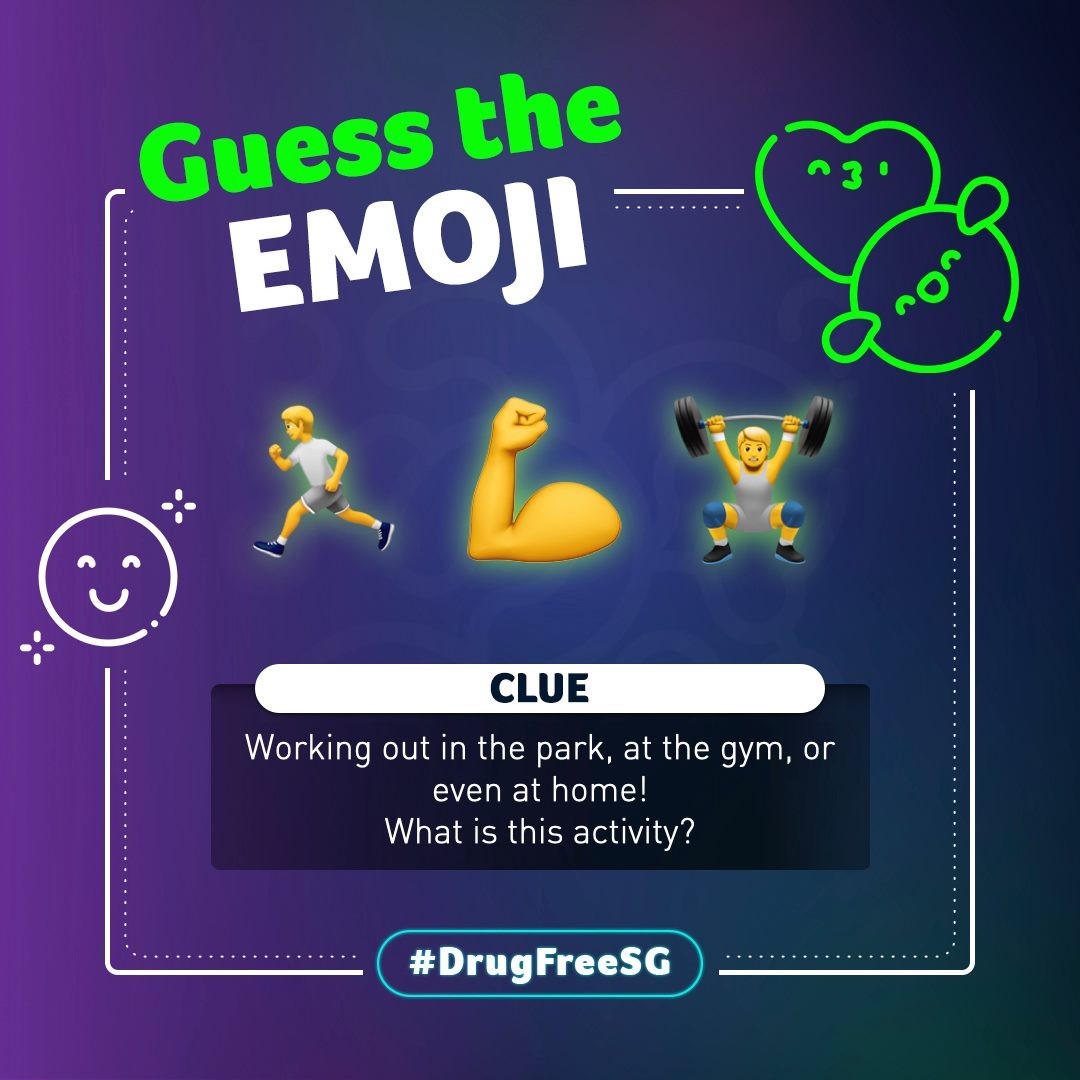 Guess the
EMOJI
CLUE
Working out in the park, at the gym, or
even at home!
What is this activity?
#DrugFreeSG